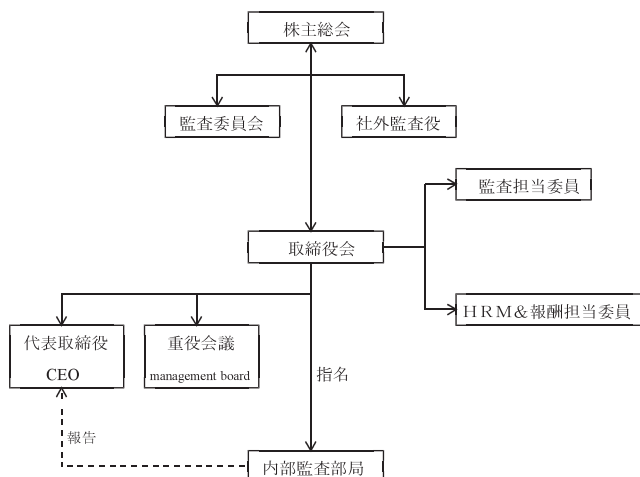 株主総会
監査委員会
社外監査役
監査担当委員
取締役会
ＨＲＭ＆報酬担当委員
代表取締役
CEO
重役会議
management board
指名
報告
内部監査部局